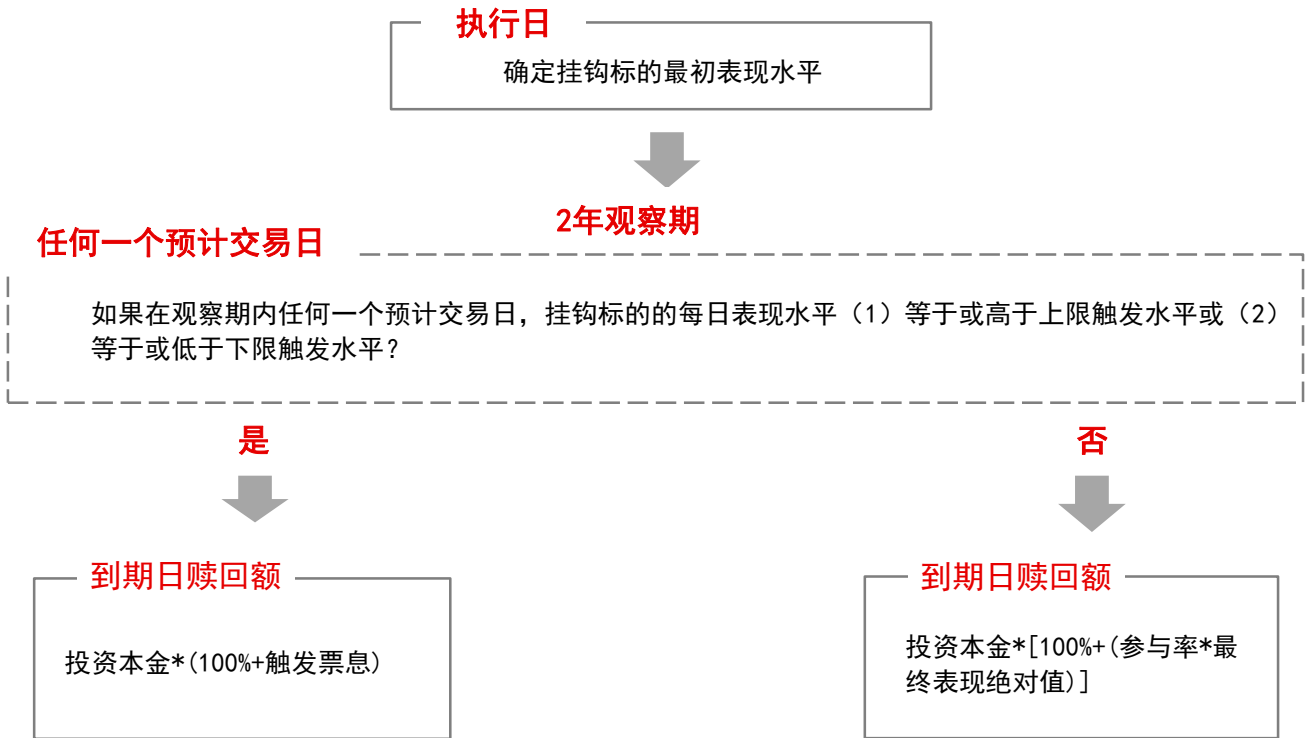 执行日
确定挂钩标的最初表现水平
2年观察期
任何一个预计交易日
如果在观察期内任何一个预计交易日，挂钩标的的每日表现水平（1）等于或高于上限触发水平或（2）
等于或低于下限触发水平？
是
否
到期日赎回额
投资本金*(100%+触发票息)
到期日赎回额
投资本金*[100%+(参与率*最
终表现绝对值)]